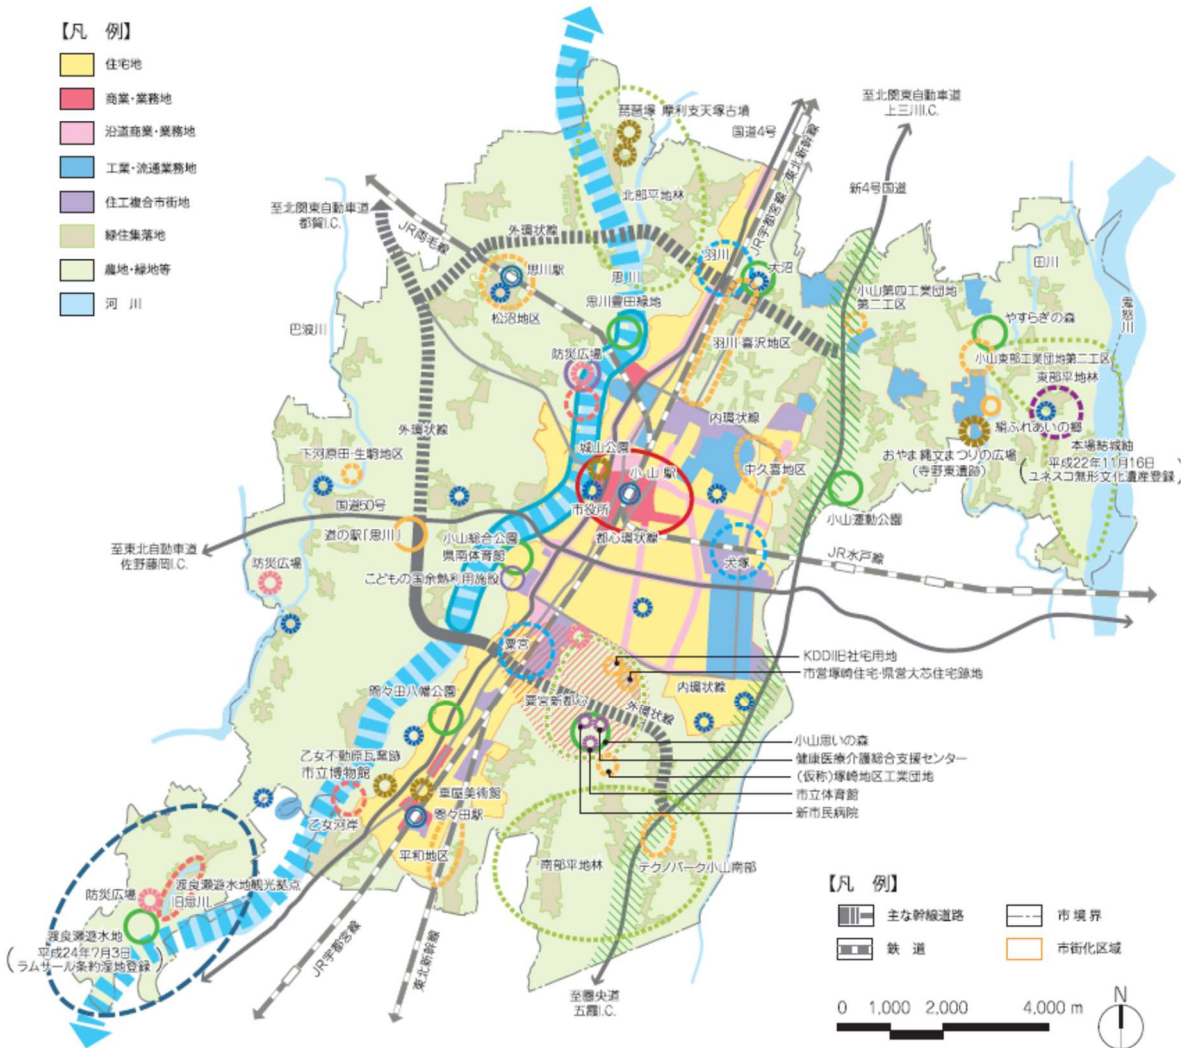 【凡　例】
住宅地
商業・業務地
沿道商業・業務地
工業・流通業務地
住工複合市街地
緑住集落地
農地・緑地等
河　川
琵琶塚 摩利支天塚古墳
国道4号
JR宇都宮線/東北新幹線
至北関東自動車道
上三川I.C.
新4号国道
北部平地林
至北関東自動車道
都賀I.C.
JR両毛線
外環状線
思川駅
松沼地区
思川
思川豊田緑地
羽川
大沼
小山第四工業団地
第二工区
田川
鬼怒川
やすらぎの森
小山東部工業団地第二工区
東部平地林
巴波川
防災広場
羽川・喜沢地区
内環状線
外環状線
城山公園
小山駅
中久喜地区
絹ふれあいの郷
おやま縄文まつりの広場
(寺野東遺跡)
本場結城紬
(平成22年11月16日
ユネスコ無形文化遺産登録)
下河原田・生駒地区
国道50号
市役所
都心環状線
小山運動公園
道の駅「思川」
至東北自動車道
佐野藤岡I.C.
小山総合公園
県南体育館
犬塚
JR水戸線
防災広場
こどもの国余熱利用施設
粟宮
KDDI旧社宅用地
市営塚崎住宅・県営大芯住宅跡地
内環状線
間々田八幡公園
粟宮新都心
外環状線
小山思いの森
健康医療介護総合支援センター
(仮称)塚崎地区工業団地
市立体育館
新市民病院
乙女不動原瓦窯跡
市立博物館
車屋美術館
乙女河岸
間々田駅
平和地区
南部平地林
テクノパーク小山南部
防災広場
渡良瀬遊水地観光拠点
旧思川
渡良瀬遊水地
(平成24年7月3日
ラムサール条約湿地登録)
JR宇都宮線
東北新幹線
至圏央道
五霞I.C.
【凡　例】
主な幹線道路
市境界
鉄　道
市街化区域
0 1,000 2,000 4,000 m
N